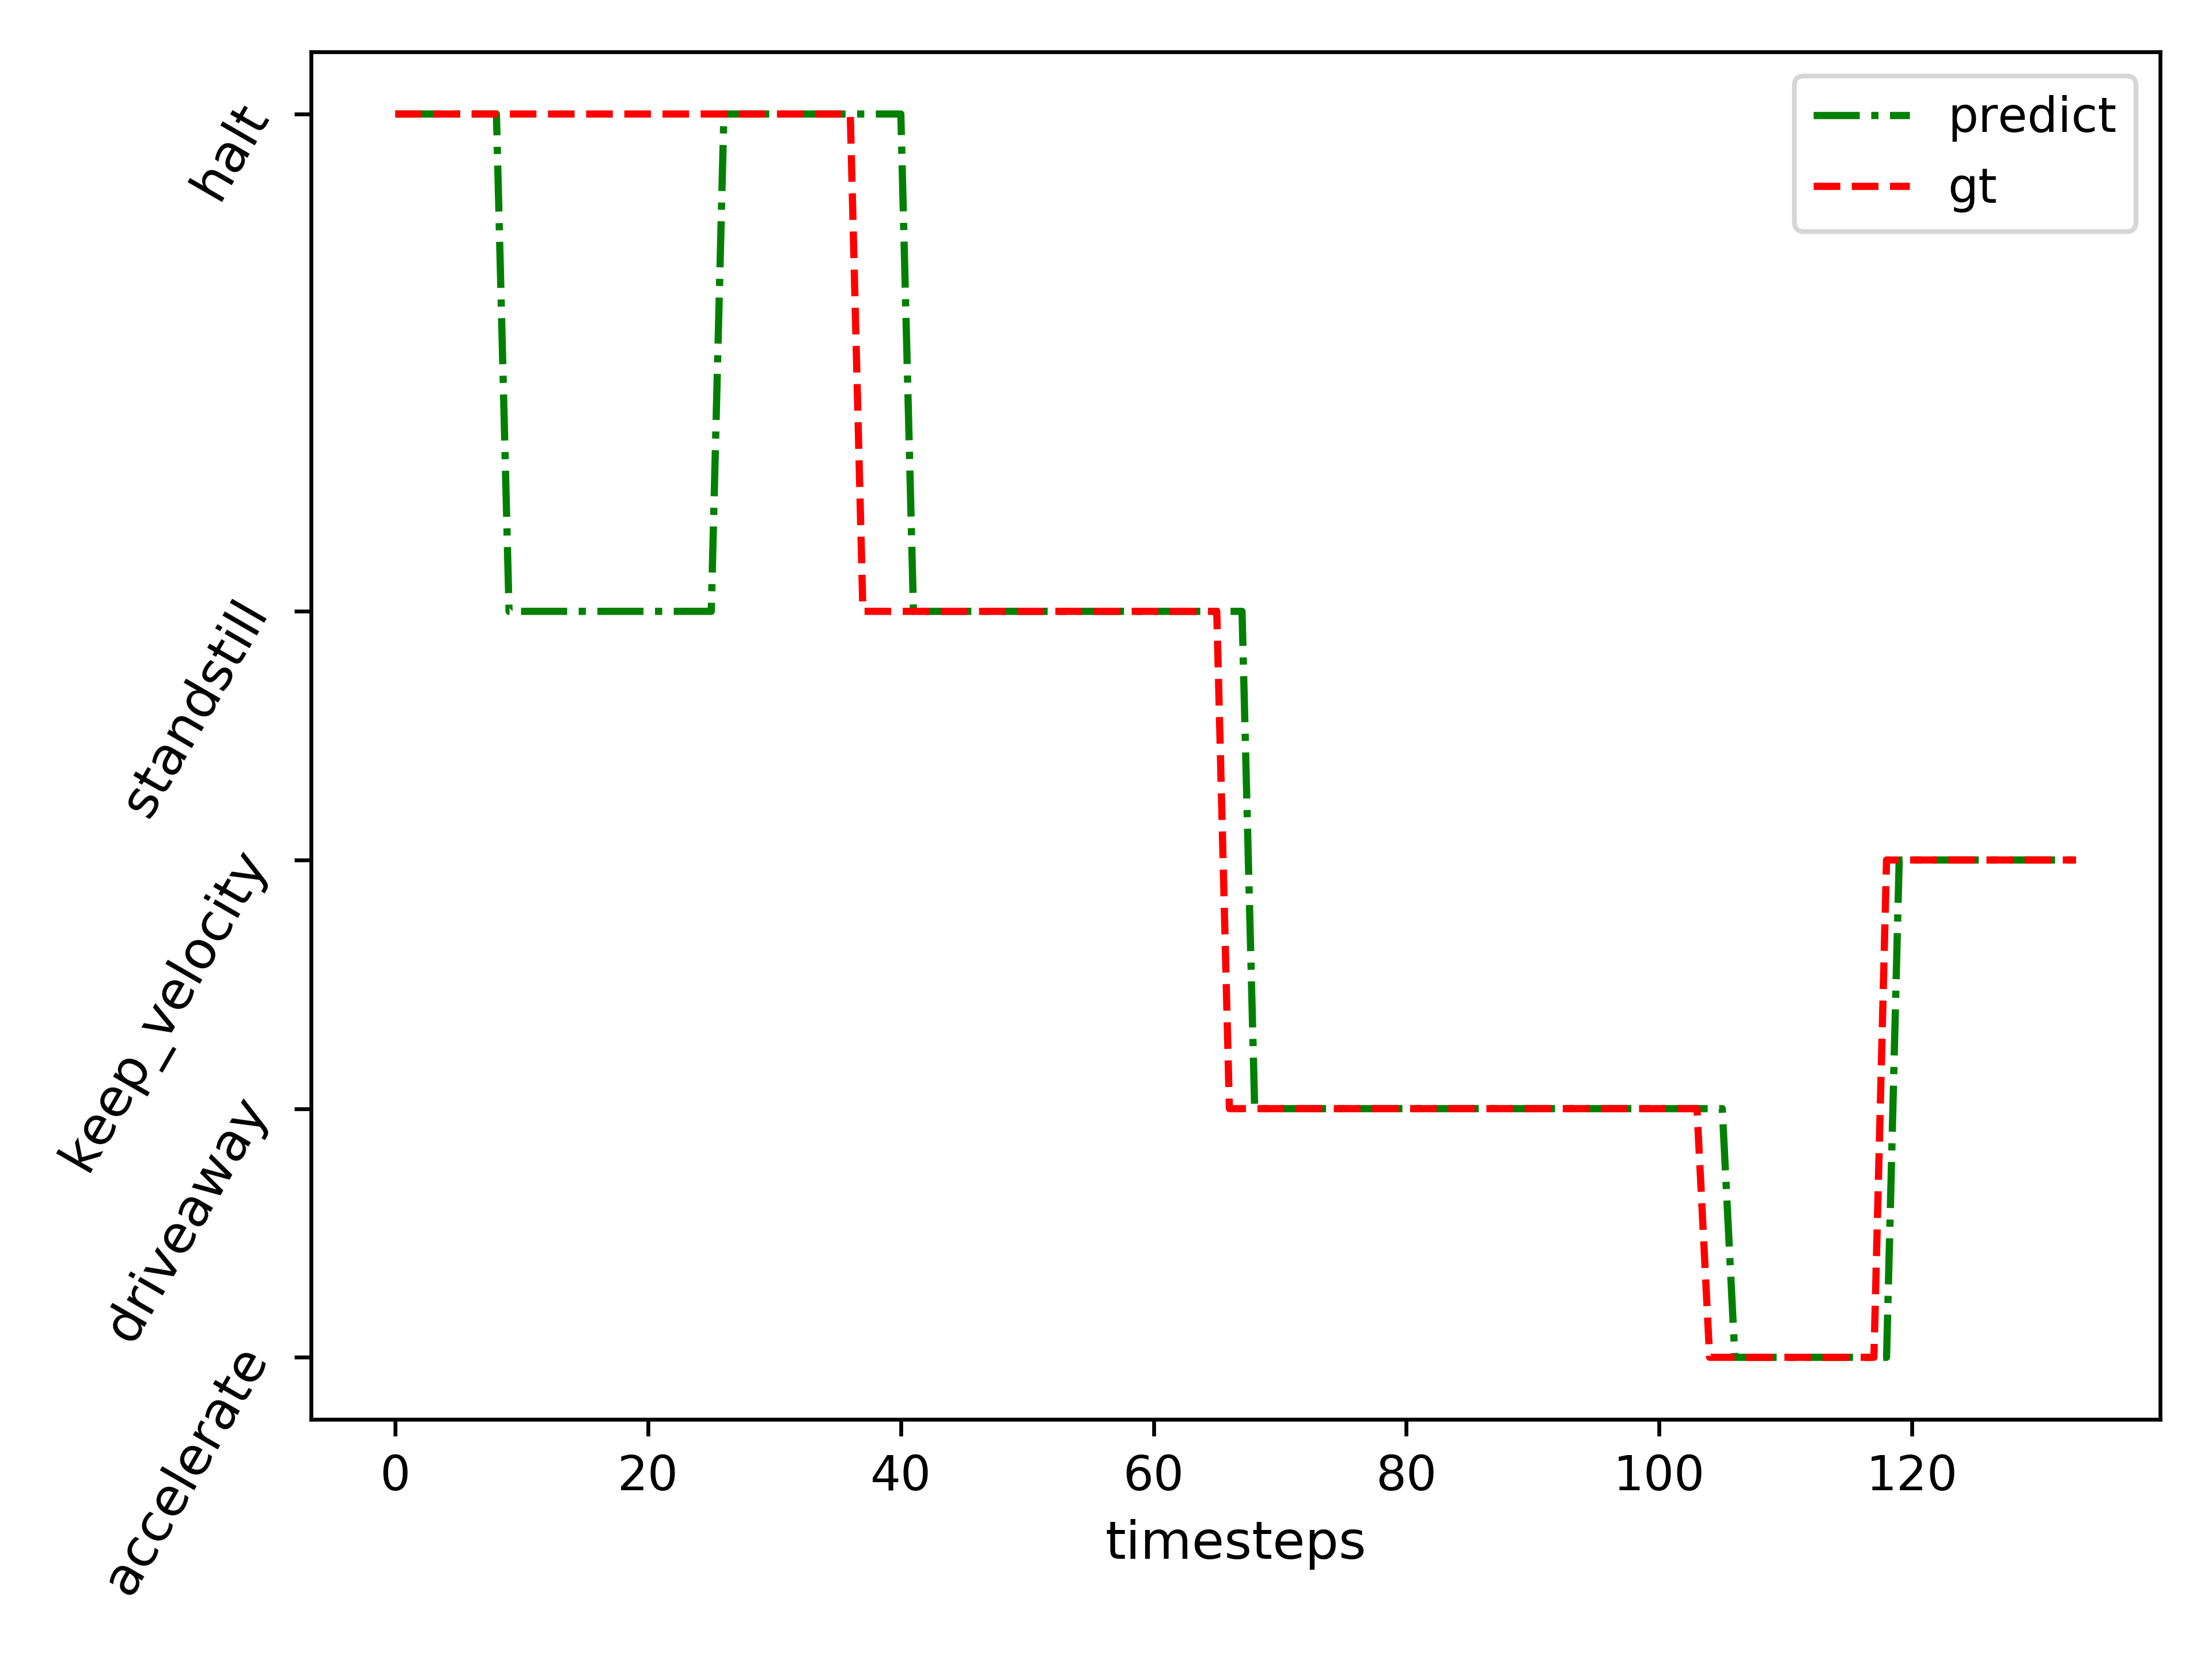 predict
gt
halt
standstill
keep_velocity
driveaway
accelerate
0 20 40 60 80 100 120
timesteps